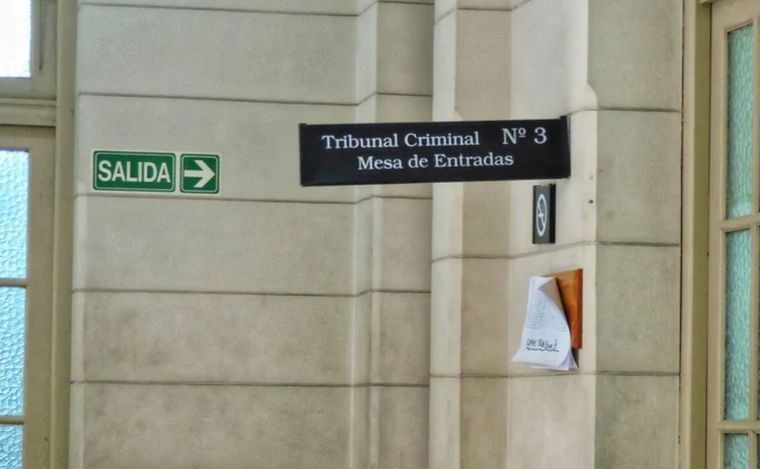 SALIDA
Tribunal Criminal Nº 3
Mesa de Entradas